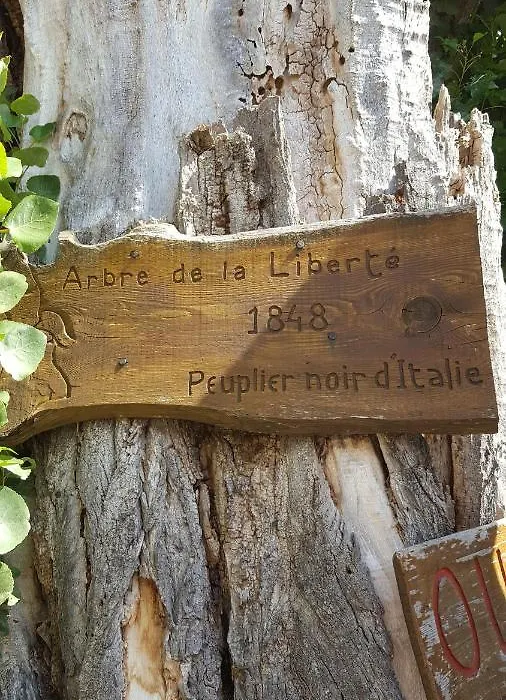 Arbre de la Liberté
1848
Peuplier noir d'Italie